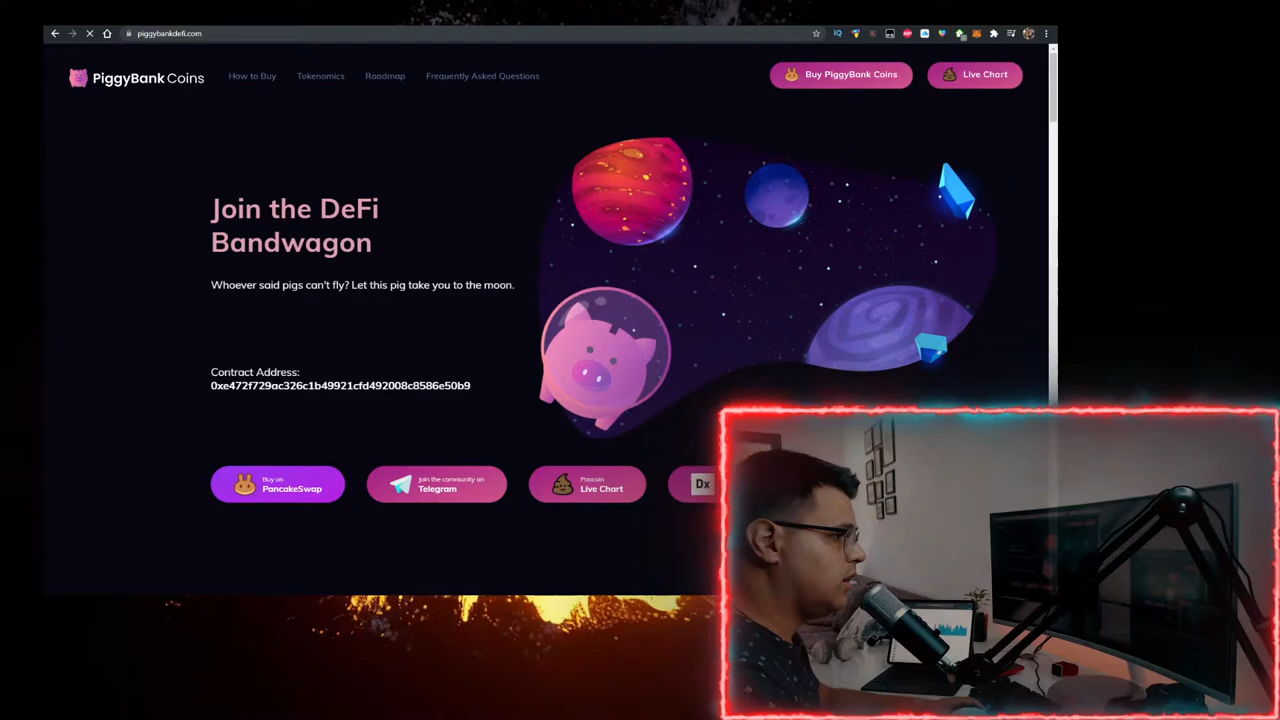 piggybankdefi.com
PiggyBank Coins
How to Buy
Tokenomics
Roadmap
Frequently Asked Questions
Buy PiggyBank Coins
Live Chart
Join the DeFi
Bandwagon
Whoever said pigs can't fly? Let this pig take you to the moon.
Contract Address:
0xe472f729ac326c1b49921cfd492008c8586e50b9
Buy on
PancakeSwap
Join the community on
Telegram
Poocoin
Live Chart
Dx